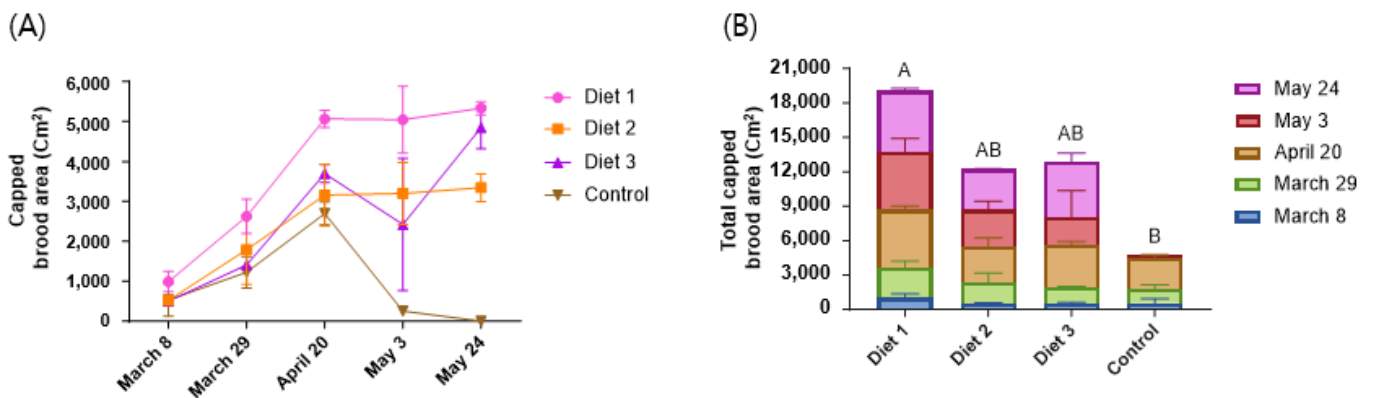 (A)
Capped
brood area (Cm²)
6,000
5,000
4,000
3,000
2,000
1,000
0
March 8
March 29
April 20
May 3
May 24
Diet 1
Diet 2
Diet 3
Control
(B)
Total capped
brood area (Cm²)
21,000
18,000
15,000
12,000
9,000
6,000
3,000
0
A
AB
AB
B
Diet 1
Diet 2
Diet 3
Control
May 24
May 3
April 20
March 29
March 8